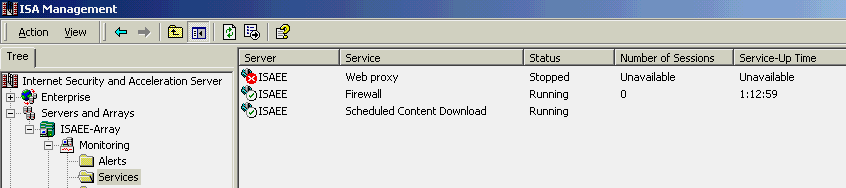 ISA Management
Action View
Tree
Server Service Status Number of Sessions Service-Up Time
Internet Security and Acceleration Server
Enterprise
Servers and Arrays
ISAEE-Array
Monitoring
Alerts
Services
ISAEE Web proxy Stopped Unavailable Unavailable
ISAEE Firewall Running 0 1:12:59
ISAEE Scheduled Content Download Running